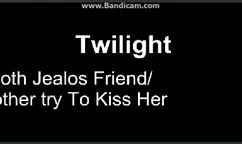 www.Bandicam.com
Twilight
oth Jealos Friend/
other try To Kiss Her